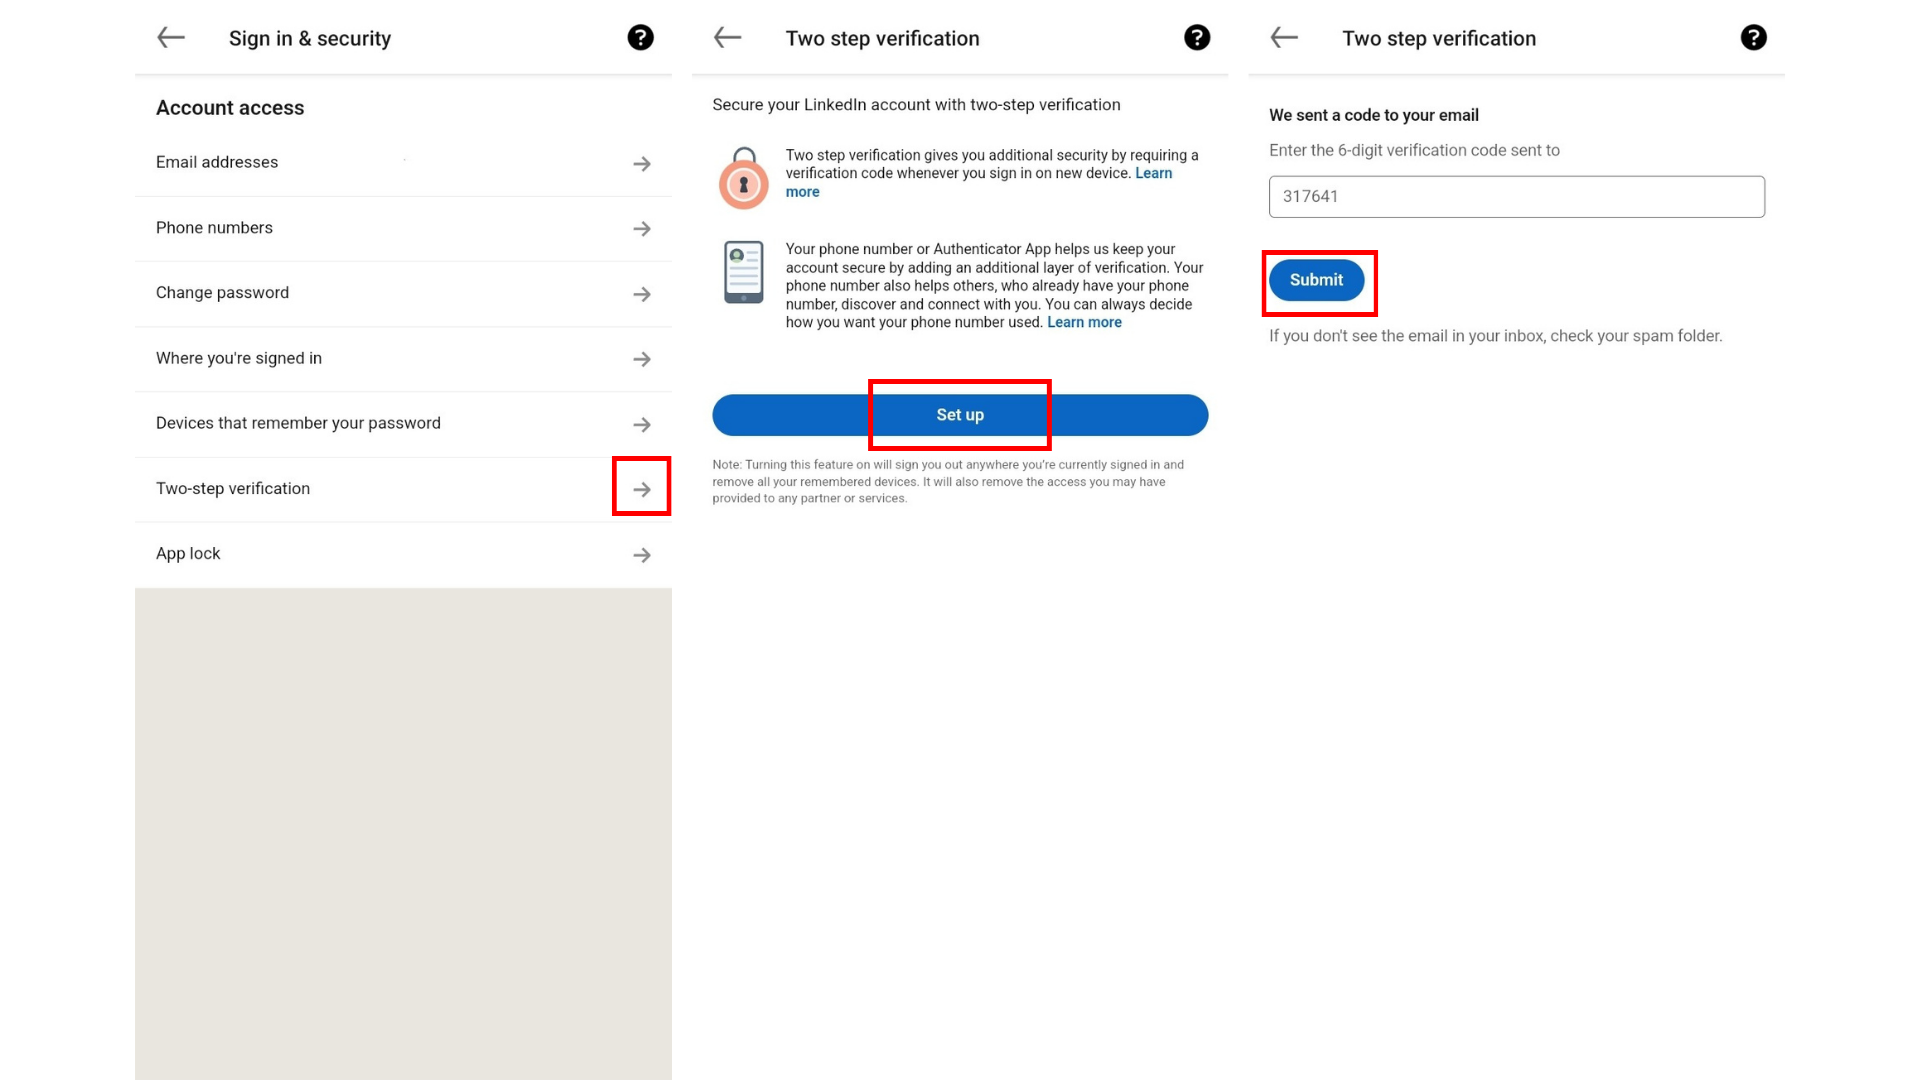 Sign in & security
?
Account access
Email addresses
Phone numbers
Change password
Where you're signed in
Devices that remember your password
Two-step verification
App lock
Two step verification
?
Secure your LinkedIn account with two-step verification
Two step verification gives you additional security by requiring a
verification code whenever you sign in on new device. Learn
more
Your phone number or Authenticator App helps us keep your
account secure by adding an additional layer of verification. Your
phone number also helps others, who already have your phone
number, discover and connect with you. You can always decide
how you want your phone number used. Learn more
Set up
Note: Turning this feature on will sign you out anywhere you're currently signed in and
remove all your remembered devices. It will also remove the access you may have
provided to any partner or services.
Two step verification
?
We sent a code to your email
Enter the 6-digit verification code sent to
317641
Submit
If you don't see the email in your inbox, check your spam folder.